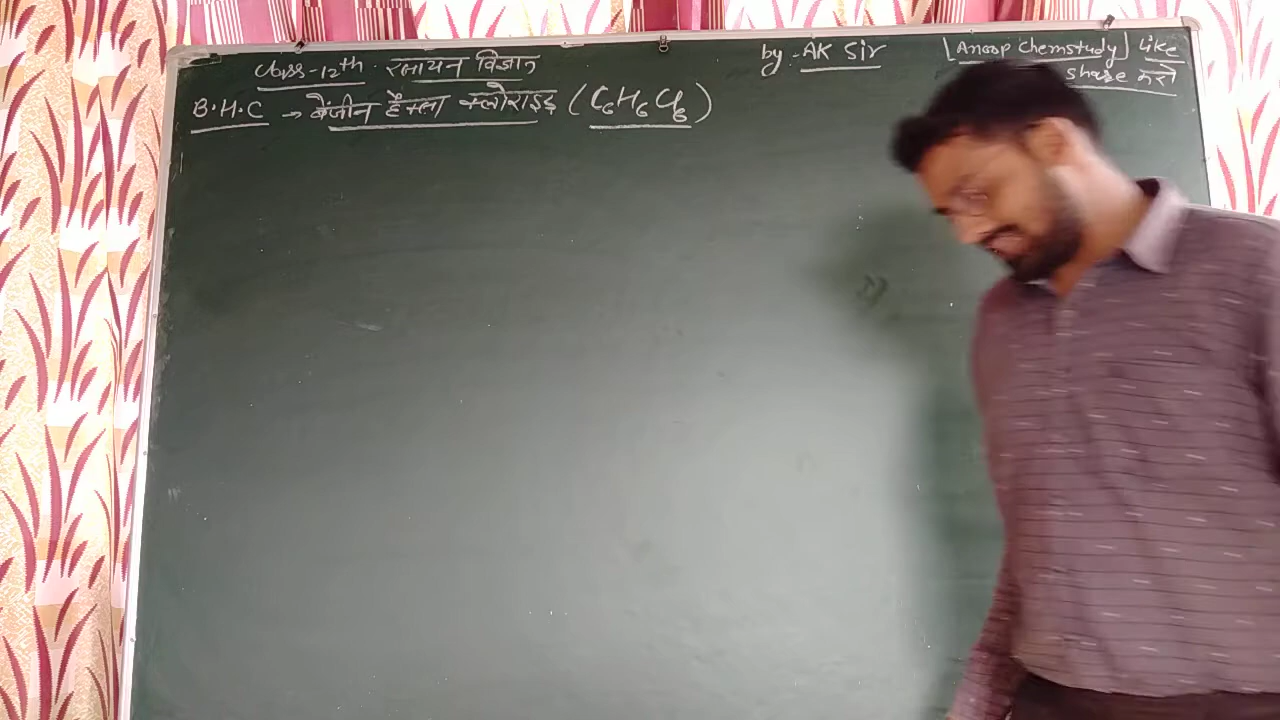 class-12th रसायन विज्ञान
by:-AK Sir
[Anoop chemstudy] Like
share करो
B.H.C → बेंजीन हैक्सा क्लोराइड (C₆H₆Cl₆)